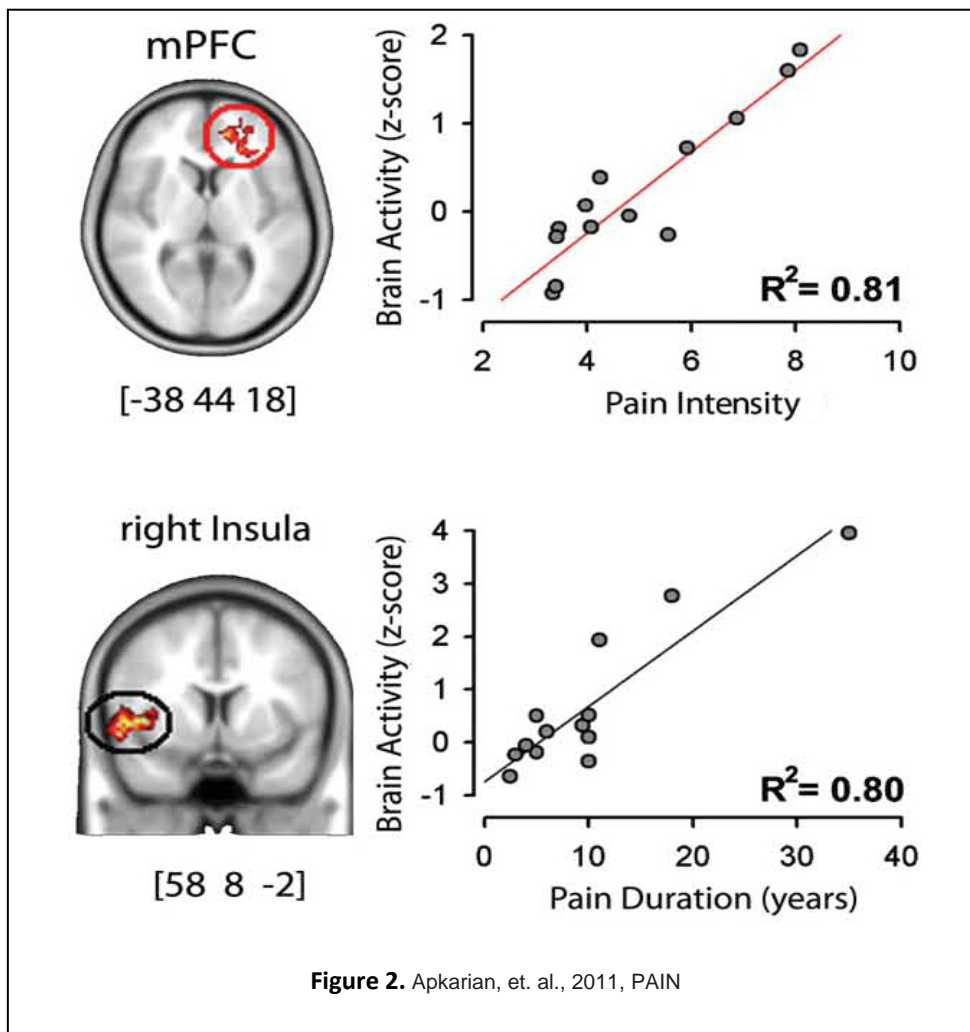 mPFC
[-38 44 18]
Brain Activity (z-score)
2
1
0
-1
R²= 0.81
2 4 6 8 10
Pain Intensity
right Insula
[58 8 -2]
Brain Activity (z-score)
4
3
2
1
0
-1
R²= 0.80
0 10 20 30 40
Pain Duration (years)
Figure 2. Apkarian, et. al., 2011, PAIN